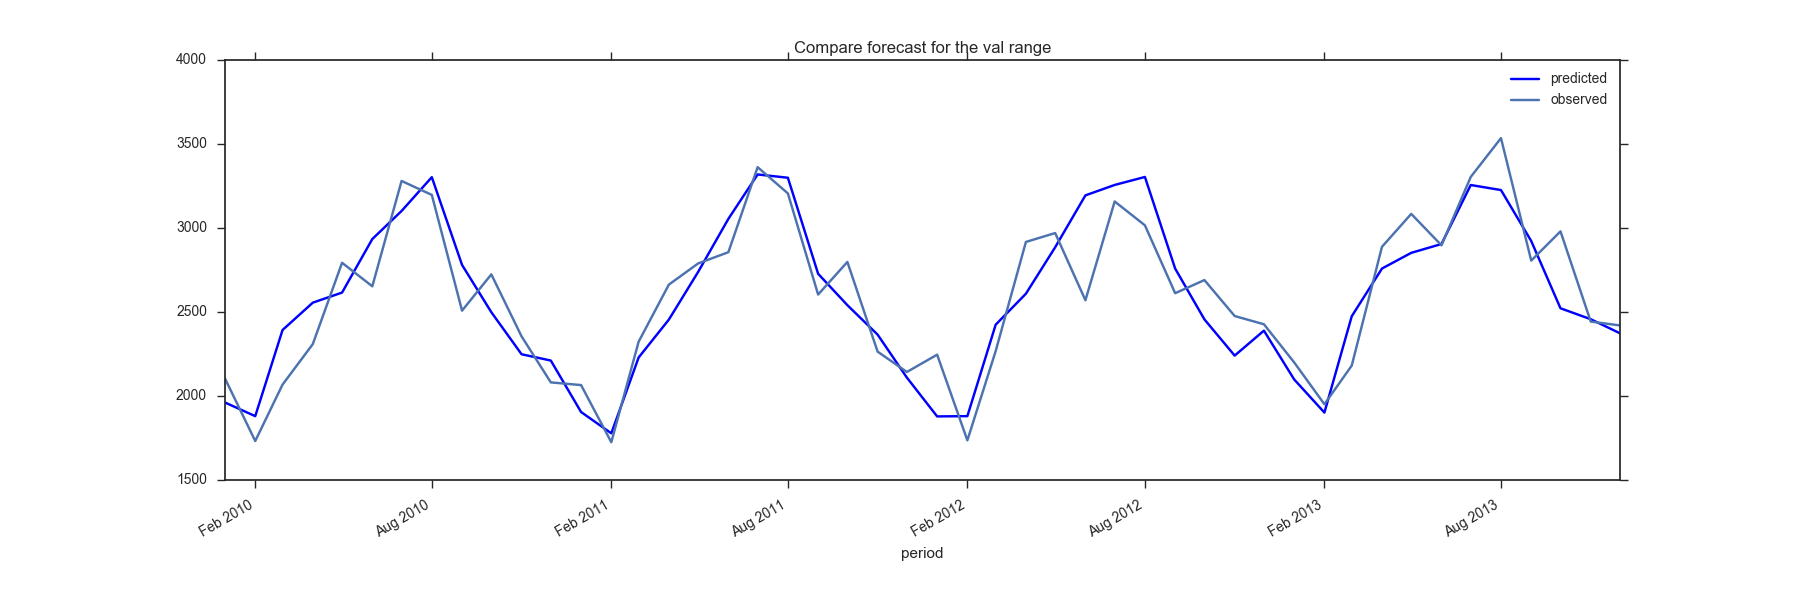 Compare forecast for the val range
4000
3500
3000
2500
2000
1500
predicted
observed
Feb 2010
Aug 2010
Feb 2011
Aug 2011
Feb 2012
Aug 2012
Feb 2013
Aug 2013
period